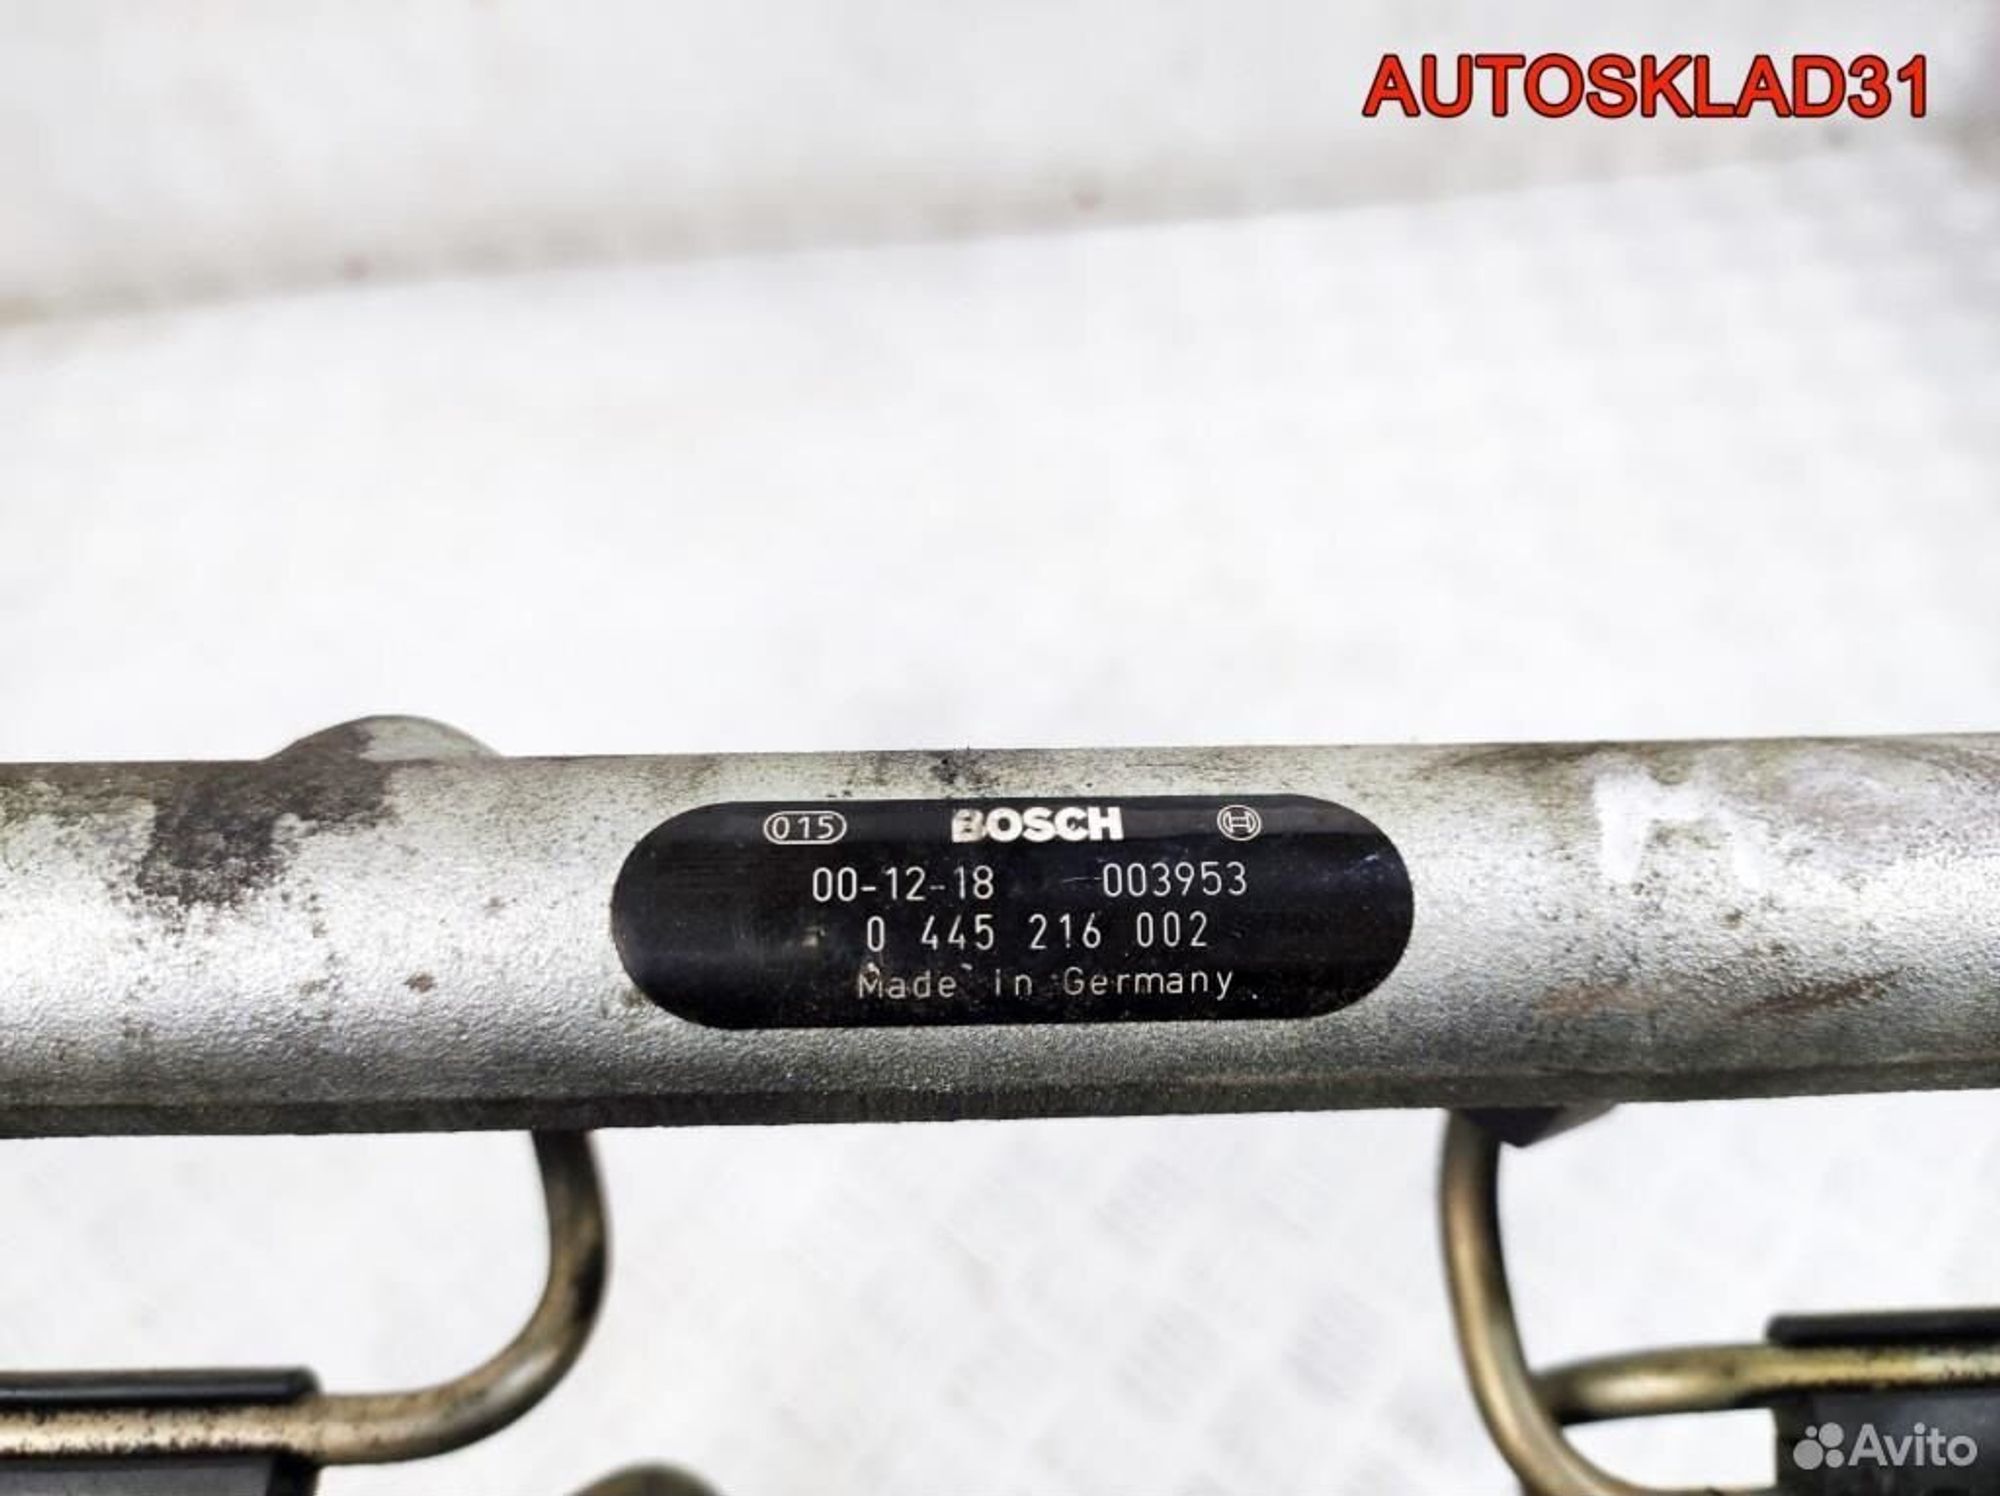 AUTOSKLAD31
015 BOSCH
00-12-18 003953
0 445 216 002
Made in Germany
Avito